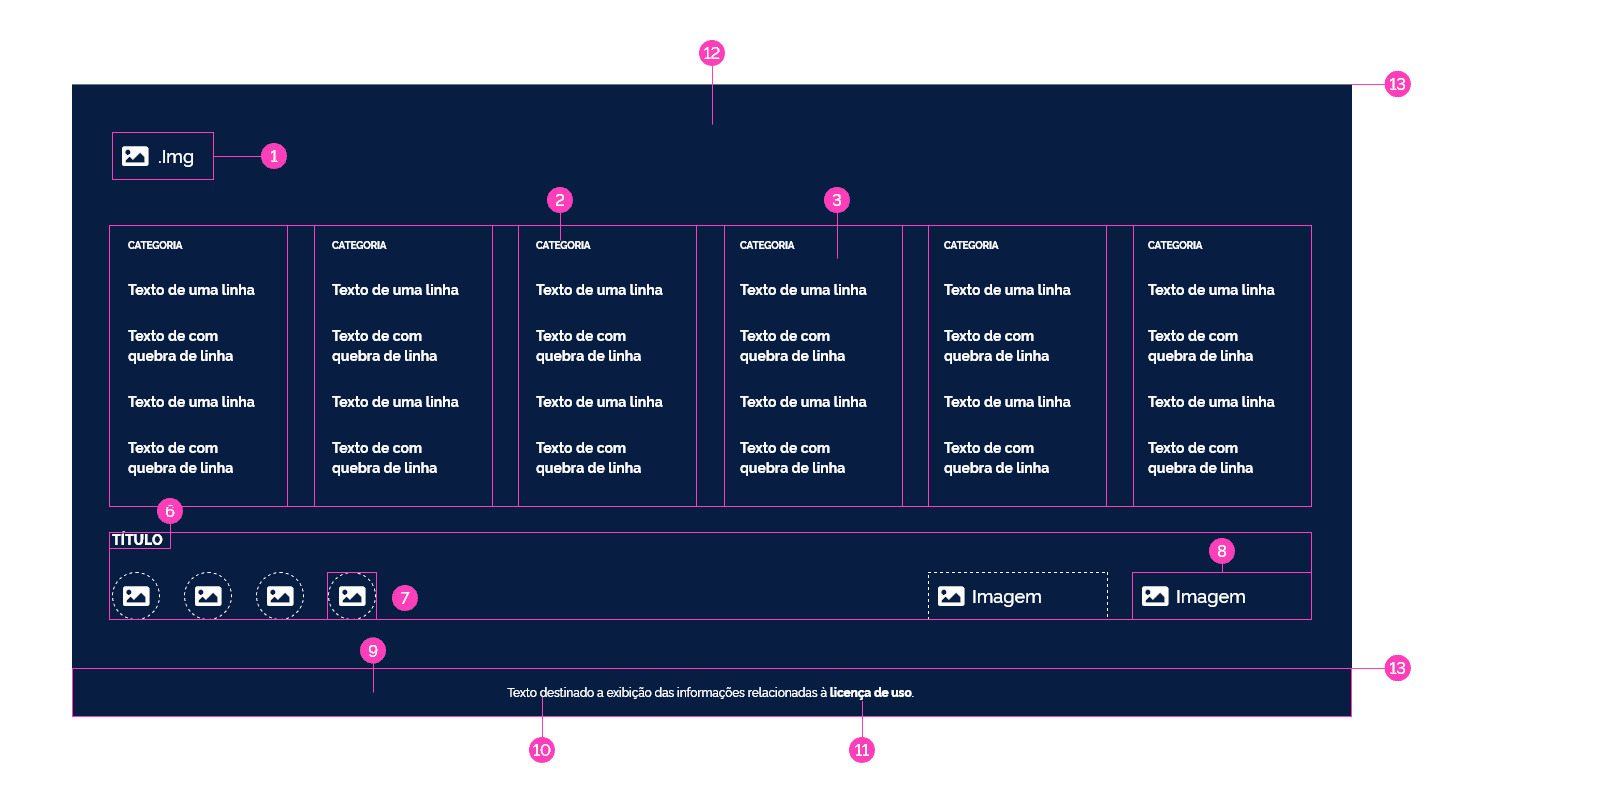 12
13
.Img
1
2
3
CATEGORIA CATEGORIA CATEGORIA CATEGORIA CATEGORIA CATEGORIA
Texto de uma linha Texto de uma linha Texto de uma linha Texto de uma linha Texto de uma linha Texto de uma linha
Texto de com Texto de com Texto de com Texto de com Texto de com Texto de com
quebra de linha quebra de linha quebra de linha quebra de linha quebra de linha quebra de linha
Texto de uma linha Texto de uma linha Texto de uma linha Texto de uma linha Texto de uma linha Texto de uma linha
Texto de com Texto de com Texto de com Texto de com Texto de com Texto de com
quebra de linha quebra de linha quebra de linha quebra de linha quebra de linha quebra de linha
6
TÍTULO
8
7
Imagem Imagem
9
13
Texto destinado a exibição das informações relacionadas à licença de uso.
10
11